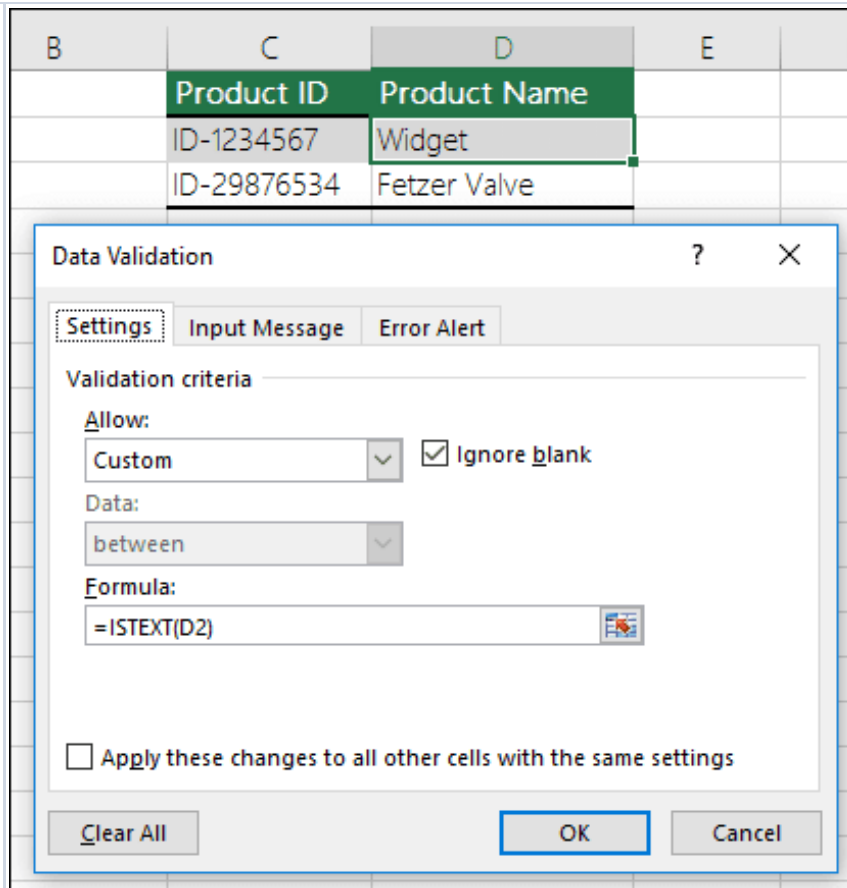 B C D E
Product ID Product Name
ID-1234567 Widget
ID-29876534 Fetzer Valve
Data Validation ?
Settings Input Message Error Alert
Validation criteria
Allow:
Custom Ignore blank
Data:
between
Formula:
=ISTEXT(D2)
Apply these changes to all other cells with the same settings
Clear All OK Cancel